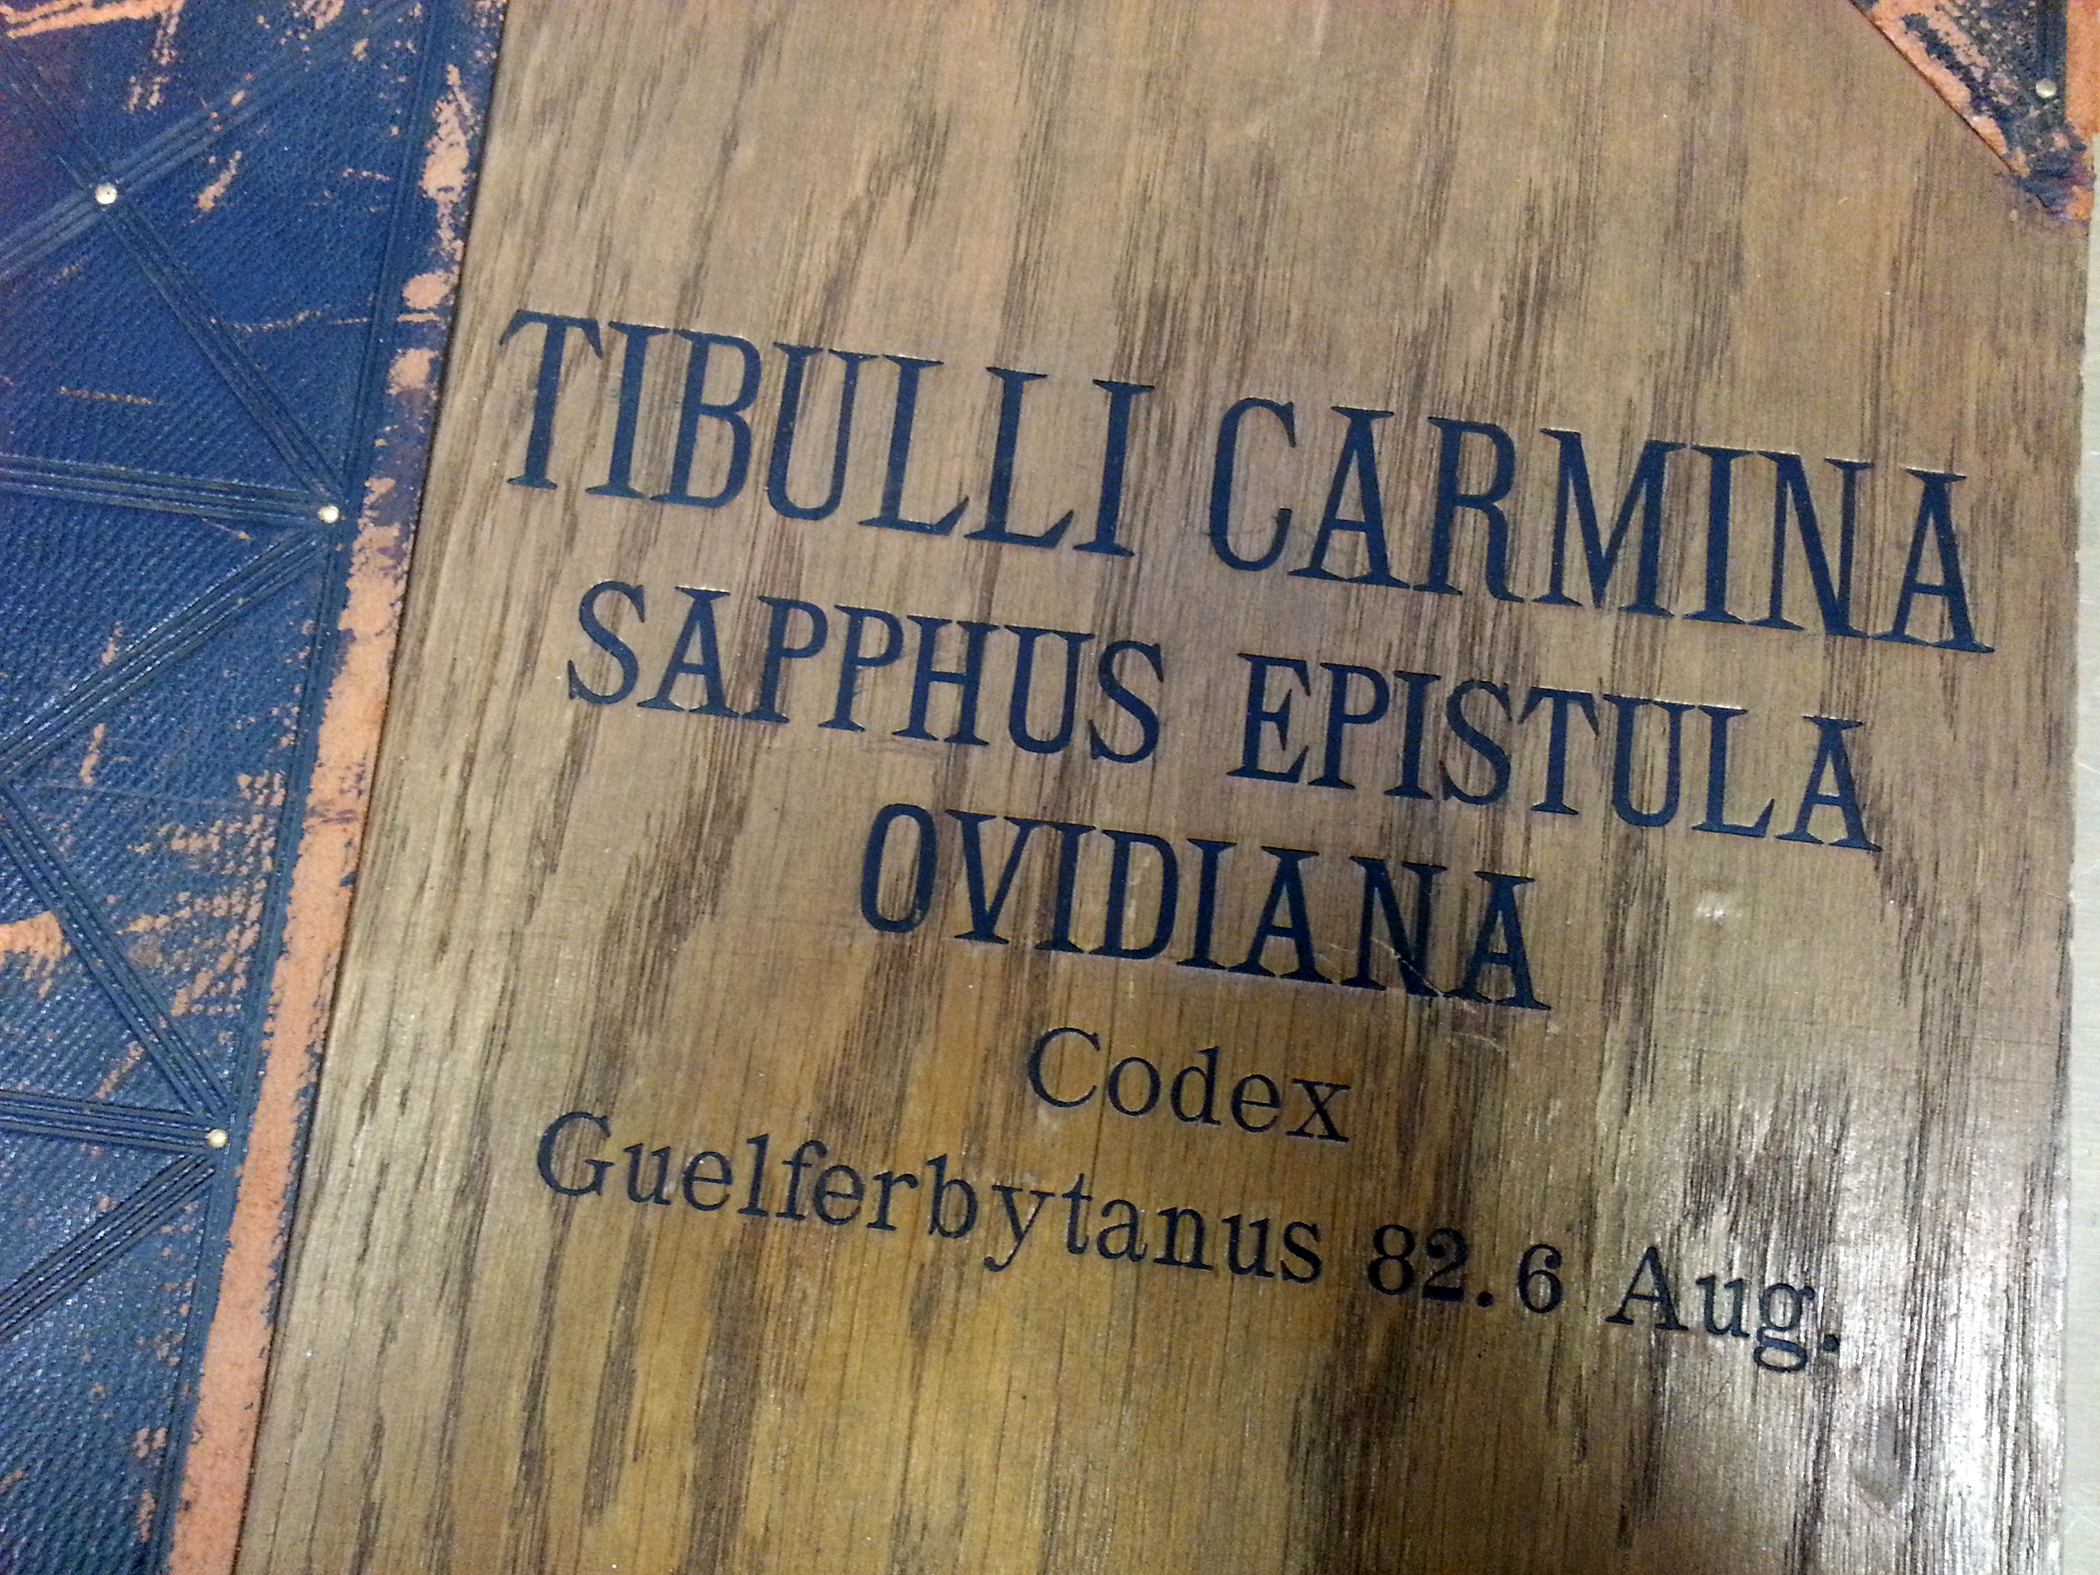 TIBULLI CARMINA
SAPPHUS EPISTULA
OVIDIANA
Codex
Guelferbytanus 82.6 Aug.